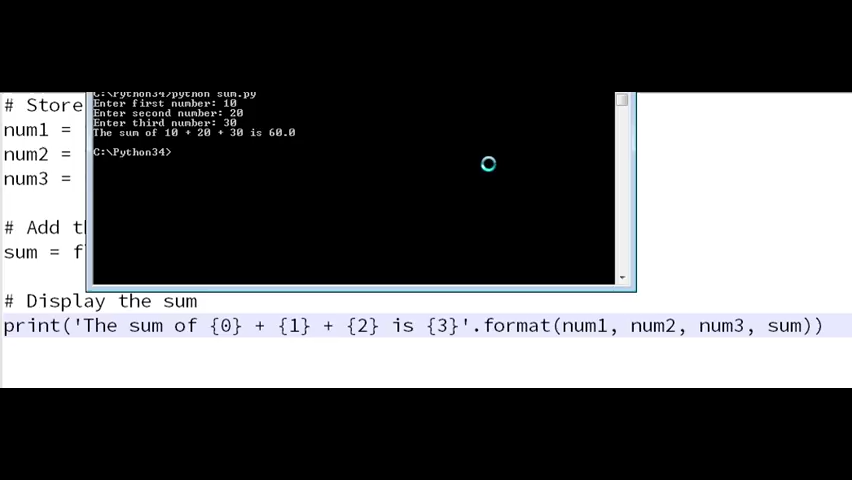 C:\Python34>python sum.py
Enter first number: 10
Enter second number: 20
Enter third number: 30
The sum of 10 + 20 + 30 is 60.0
C:\Python34>
# Store
num1 =
num2 =
num3 =
# Add th
sum = f
# Display the sum
print('The sum of {0} + {1} + {2} is {3}'.format(num1, num2, num3, sum))